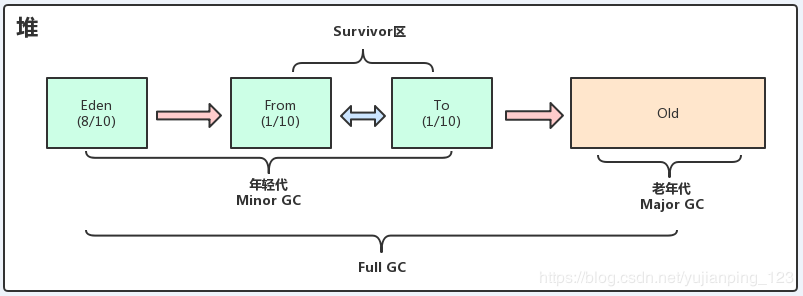 堆
Survivor区
Eden
(8/10)
From
(1/10)
To
(1/10)
Old
年轻代
Minor GC
老年代
Major GC
Full GC
https://blog.csdn.net/yujianping_123